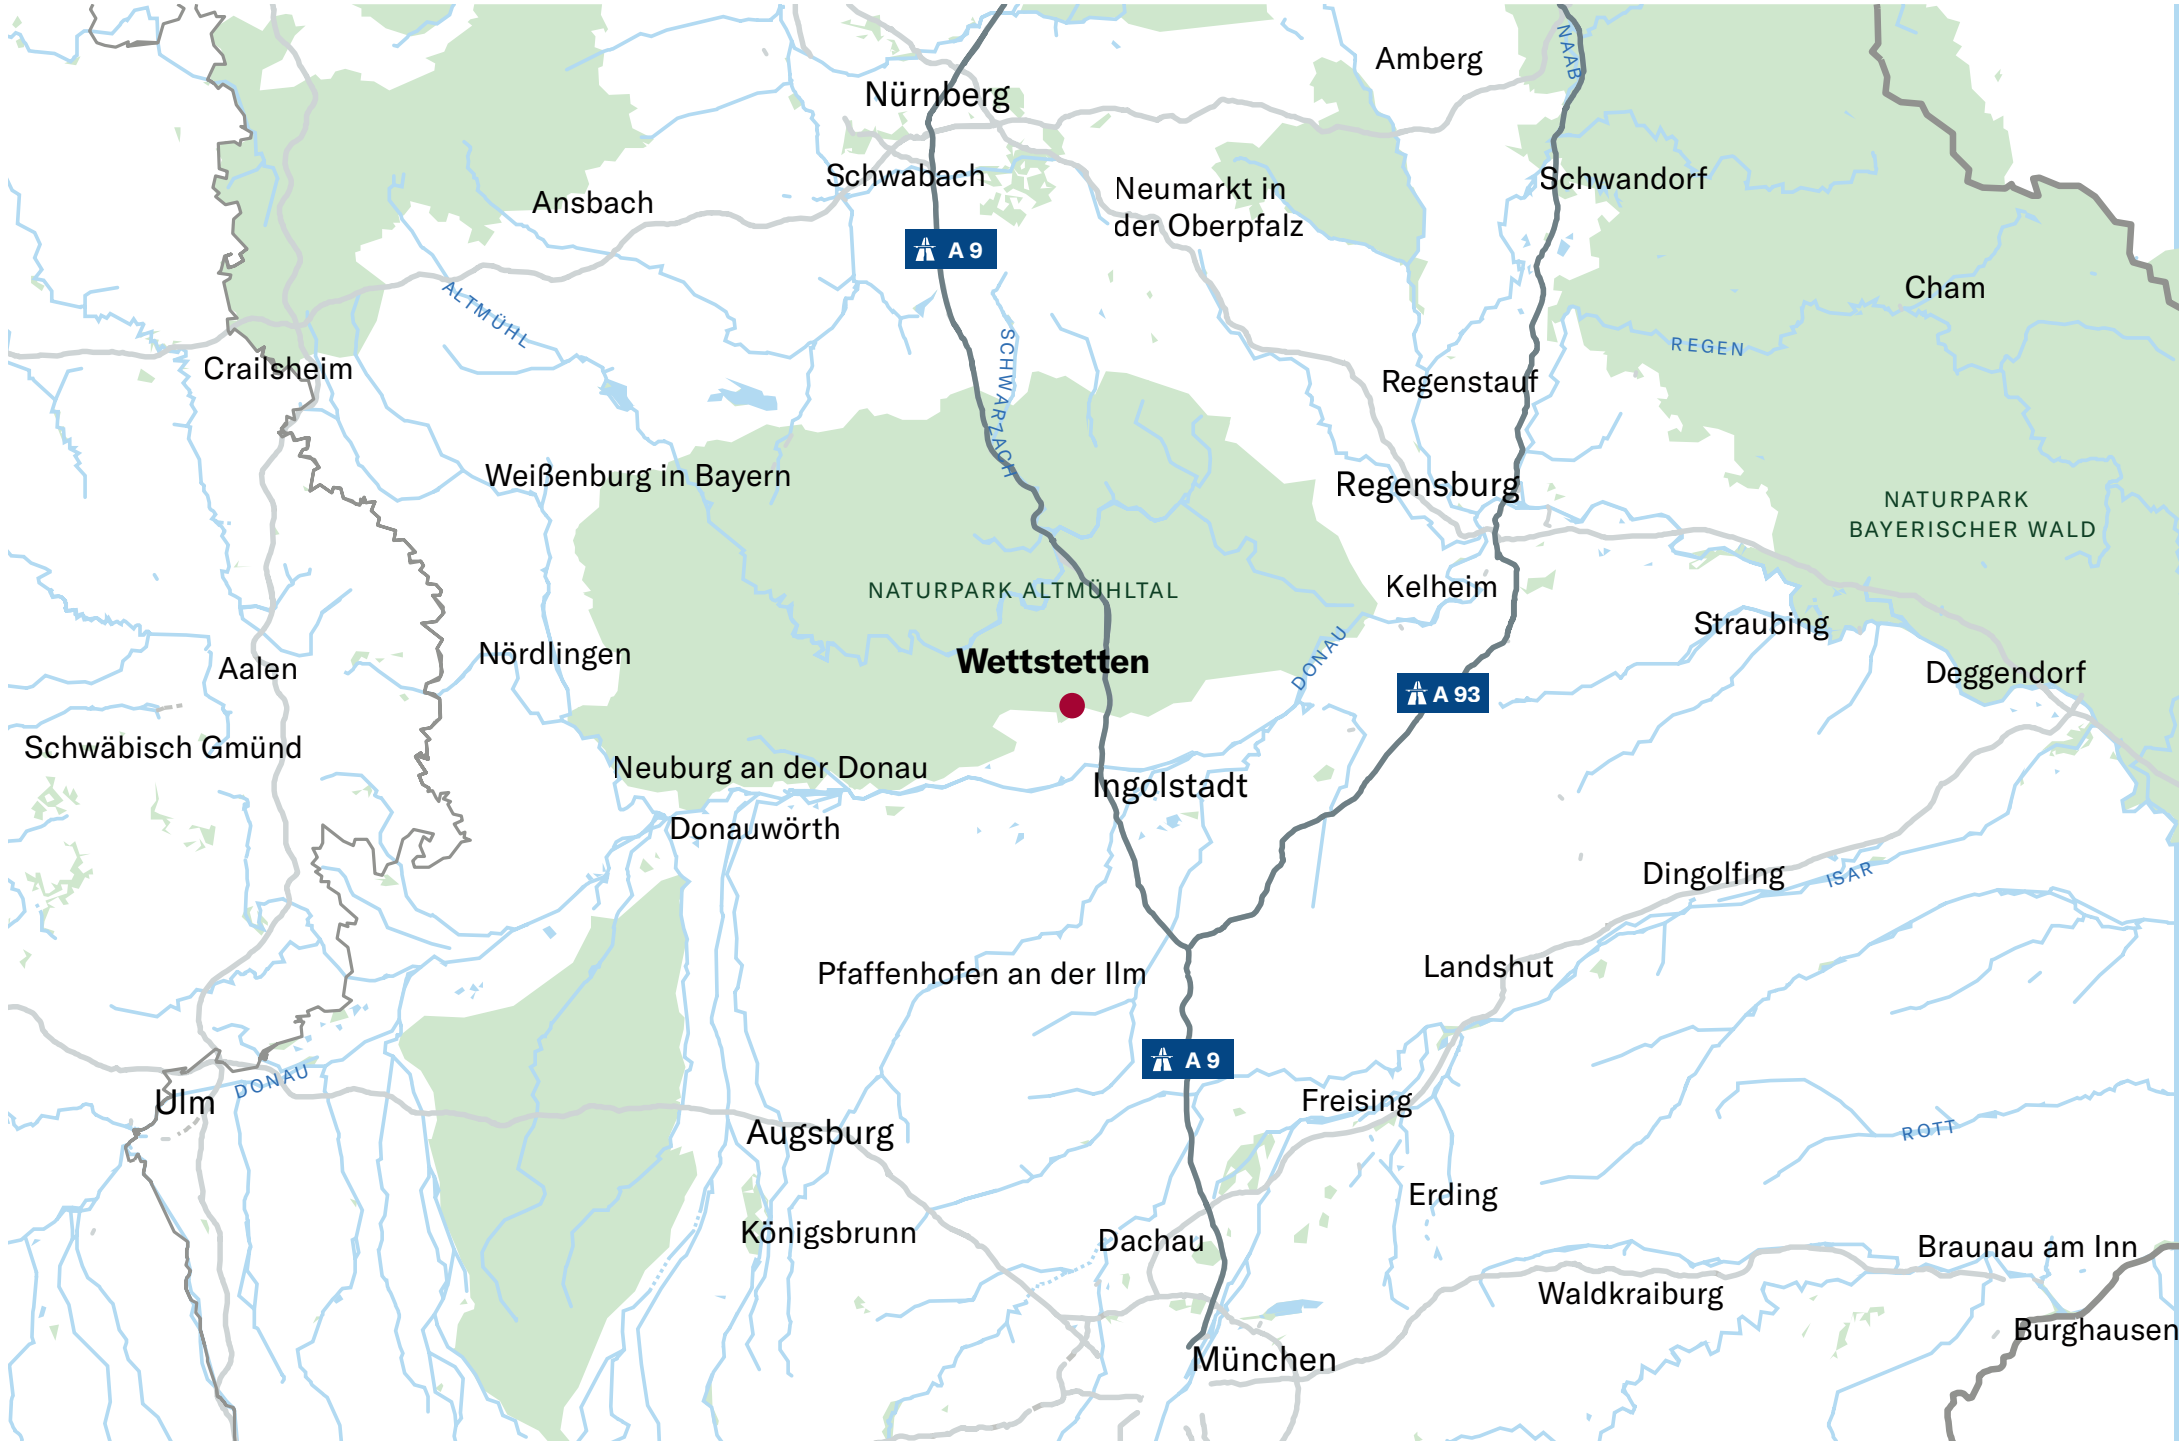 NAAB
Amberg
Nürnberg
Schwabach
Schwandorf
Ansbach
Neumarkt in
der Oberpfalz
A 9
Cham
ALTMÜHL
SCHWARZACH
REGEN
Crailsheim
Regenstauf
Weißenburg in Bayern
Regensburg
NATURPARK
BAYERISCHER WALD
NATURPARK ALTMÜHLTAL
Kelheim
Straubing
Nördlingen
Wettstetten
DONAU
Aalen
Deggendorf
A 93
Schwäbisch Gmünd
Neuburg an der Donau
Ingolstadt
Donauwörth
Dingolfing
ISAR
Pfaffenhofen an der Ilm
Landshut
A 9
DONAU
Ulm
Freising
Augsburg
ROTT
Erding
Königsbrunn
Dachau
Braunau am Inn
Waldkraiburg
Burghausen
München